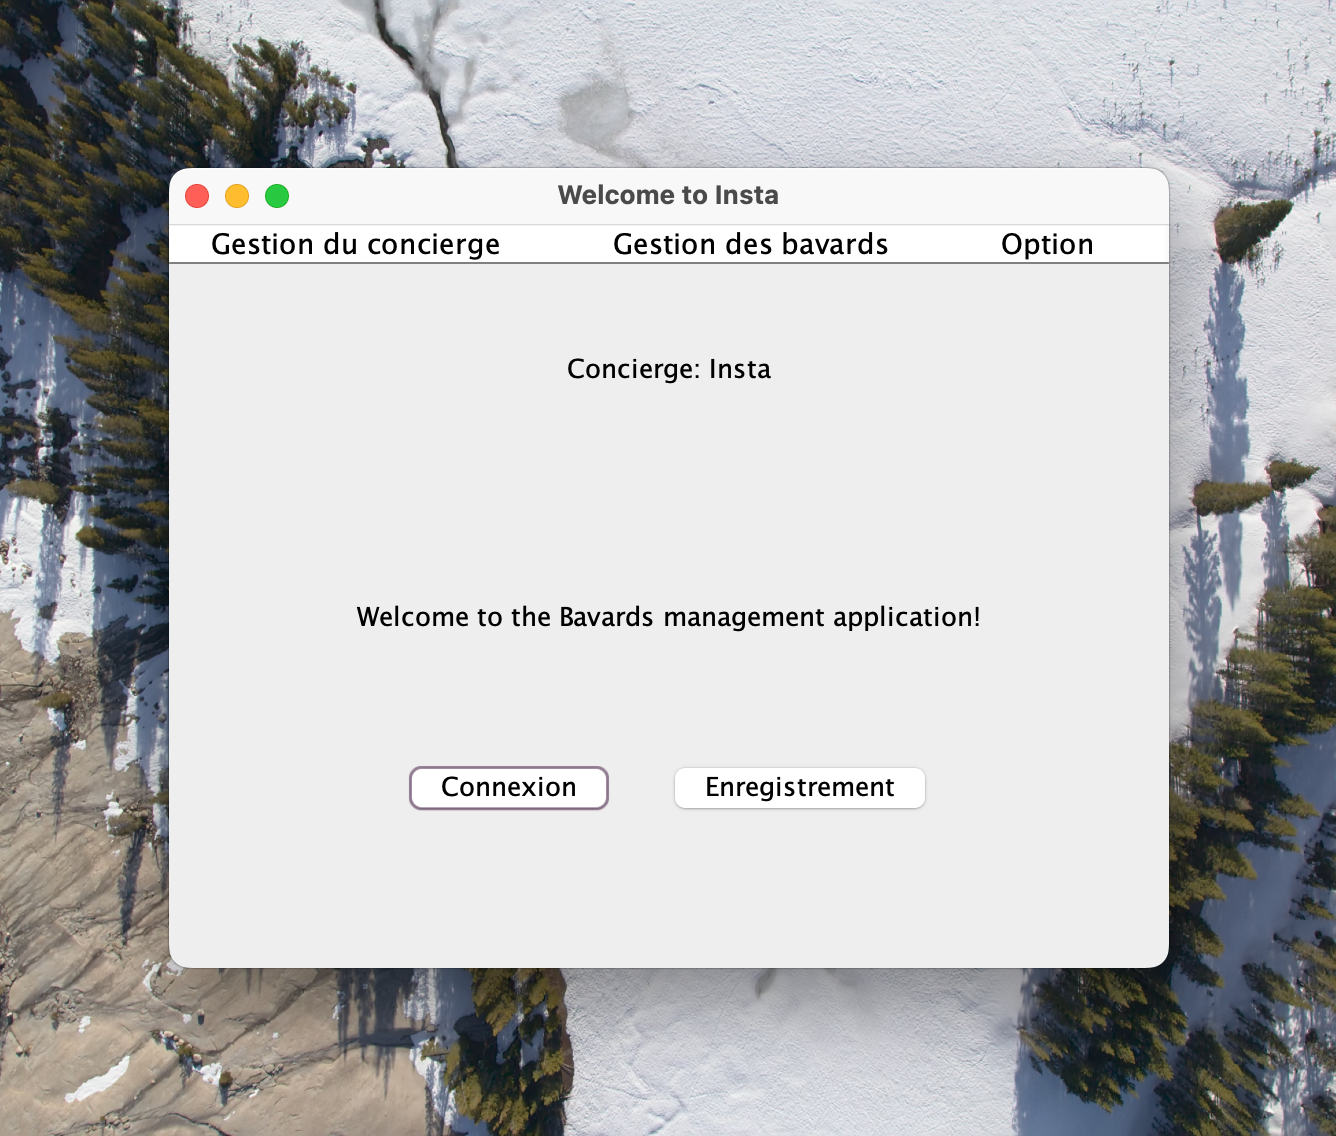 Welcome to Insta
Gestion du concierge Gestion des bavards Option
Concierge: Insta
Welcome to the Bavards management application!
Connexion Enregistrement